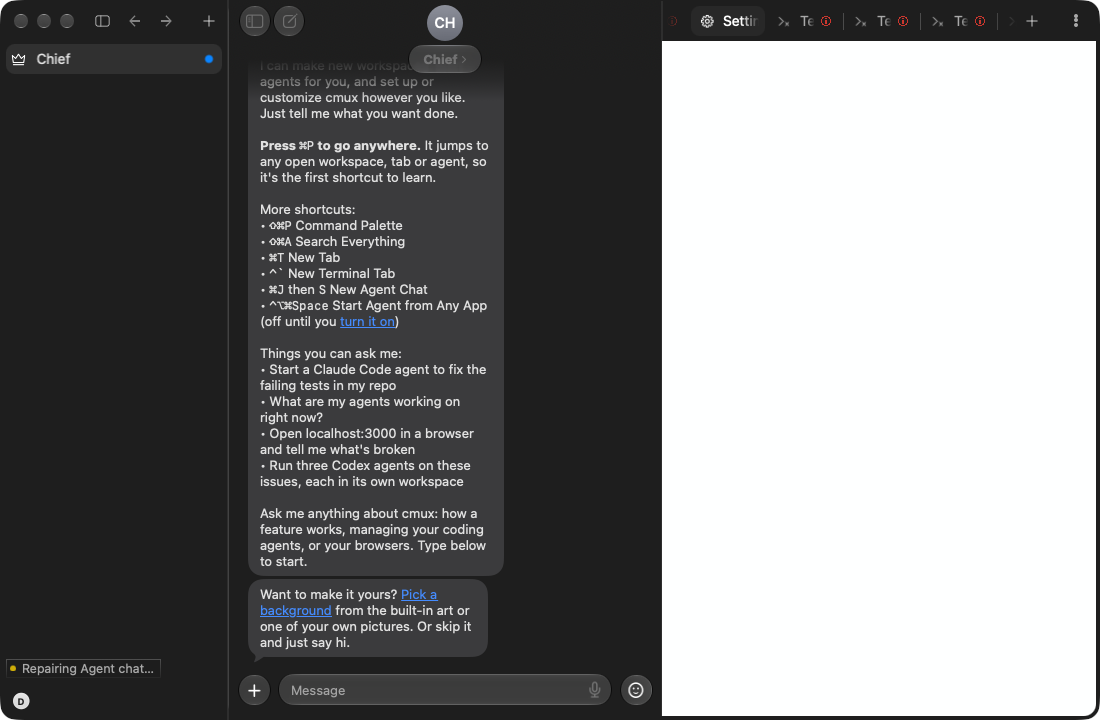 Chief
CH
Chief ›
I can make new workspac
agents for you, and set up or
customize cmux however you like.
Just tell me what you want done.
Press ⌘P to go anywhere. It jumps to
any open workspace, tab or agent, so
it's the first shortcut to learn.
More shortcuts:
• ⇧⌘P Command Palette
• ⇧⌘A Search Everything
• ⌘T New Tab
• ^` New Terminal Tab
• ⌘J then S New Agent Chat
• ^⌥⌘Space Start Agent from Any App
(off until you turn it on)
Things you can ask me:
• Start a Claude Code agent to fix the
failing tests in my repo
• What are my agents working on
right now?
• Open localhost:3000 in a browser
and tell me what's broken
• Run three Codex agents on these
issues, each in its own workspace
Ask me anything about cmux: how a
feature works, managing your coding
agents, or your browsers. Type below
to start.
Want to make it yours? Pick a
background from the built-in art or
one of your own pictures. Or skip it
and just say hi.
Message
Repairing Agent chat...
D
Settin
Te
Te
Te